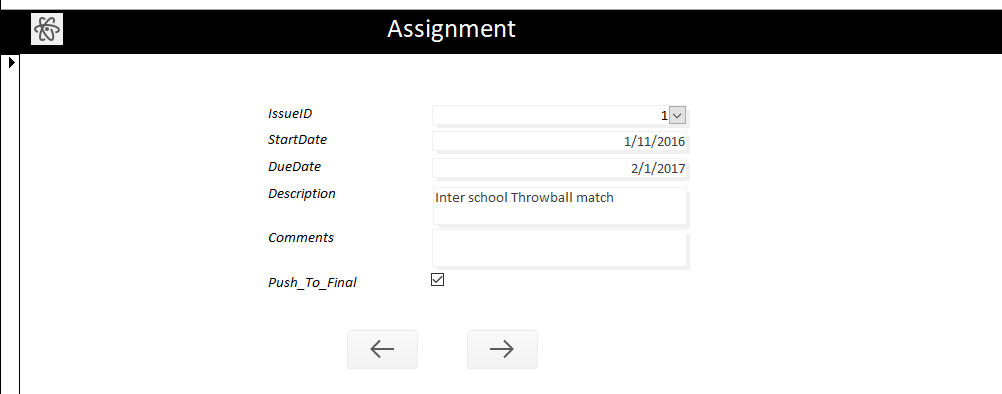 Assignment
IssueID 1
StartDate 1/11/2016
DueDate 2/1/2017
Description Inter school Throwball match
Comments
Push_To_Final